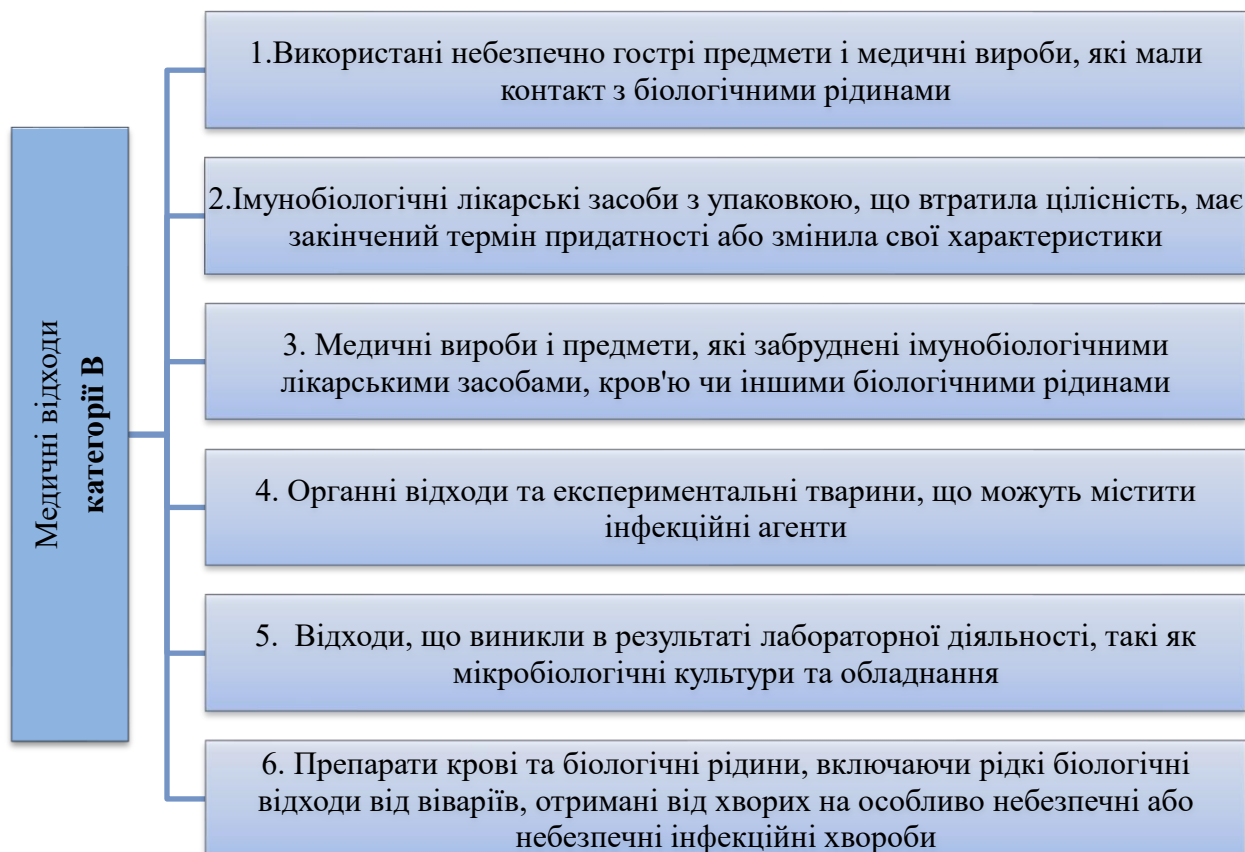 Медичні відходи
категорії В
1.Використані небезпечно гострі предмети і медичні вироби, які мали
контакт з біологічними рідинами
2.Імунобіологічні лікарські засоби з упаковкою, що втратила цілісність, має
закінчений термін придатності або змінила свої характеристики
3. Медичні вироби і предмети, які забруднені імунобіологічними
лікарськими засобами, кров'ю чи іншими біологічними рідинами
4. Органні відходи та експериментальні тварини, що можуть містити
інфекційні агенти
5. Відходи, що виникли в результаті лабораторної діяльності, такі як
мікробіологічні культури та обладнання
6. Препарати крові та біологічні рідини, включаючи рідкі біологічні
відходи від віваріїв, отримані від хворих на особливо небезпечні або
небезпечні інфекційні хвороби